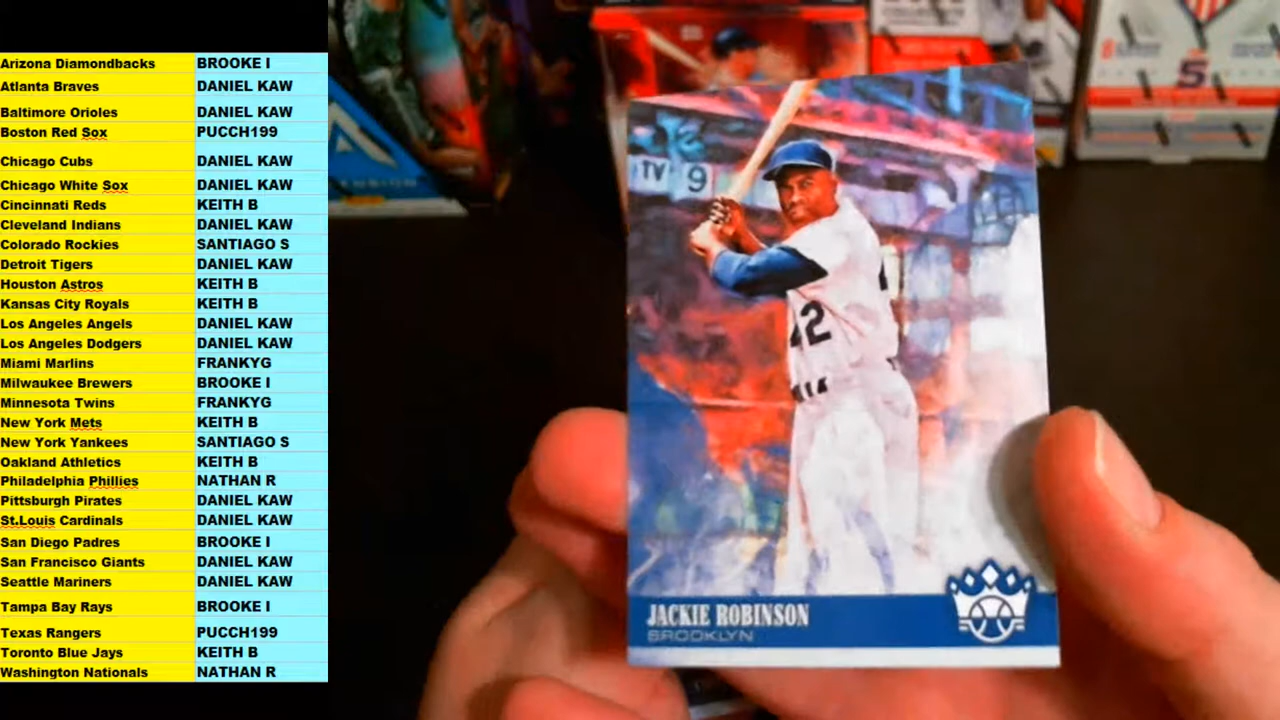 Arizona Diamondbacks BROOKE I
Atlanta Braves DANIEL KAW
Baltimore Orioles DANIEL KAW
Boston Red Sox PUCCH199
Chicago Cubs DANIEL KAW
Chicago White Sox DANIEL KAW
Cincinnati Reds KEITH B
Cleveland Indians DANIEL KAW
Colorado Rockies SANTIAGO S
Detroit Tigers DANIEL KAW
Houston Astros KEITH B
Kansas City Royals KEITH B
Los Angeles Angels DANIEL KAW
Los Angeles Dodgers DANIEL KAW
Miami Marlins FRANKYG
Milwaukee Brewers BROOKE I
Minnesota Twins FRANKYG
New York Mets KEITH B
New York Yankees SANTIAGO S
Oakland Athletics KEITH B
Philadelphia Phillies NATHAN R
Pittsburgh Pirates DANIEL KAW
St.Louis Cardinals DANIEL KAW
San Diego Padres BROOKE I
San Francisco Giants DANIEL KAW
Seattle Mariners DANIEL KAW
Tampa Bay Rays BROOKE I
Texas Rangers PUCCH199
Toronto Blue Jays KEITH B
Washington Nationals NATHAN R
TV 9
42
JACKIE ROBINSON
BROOKLYN
5